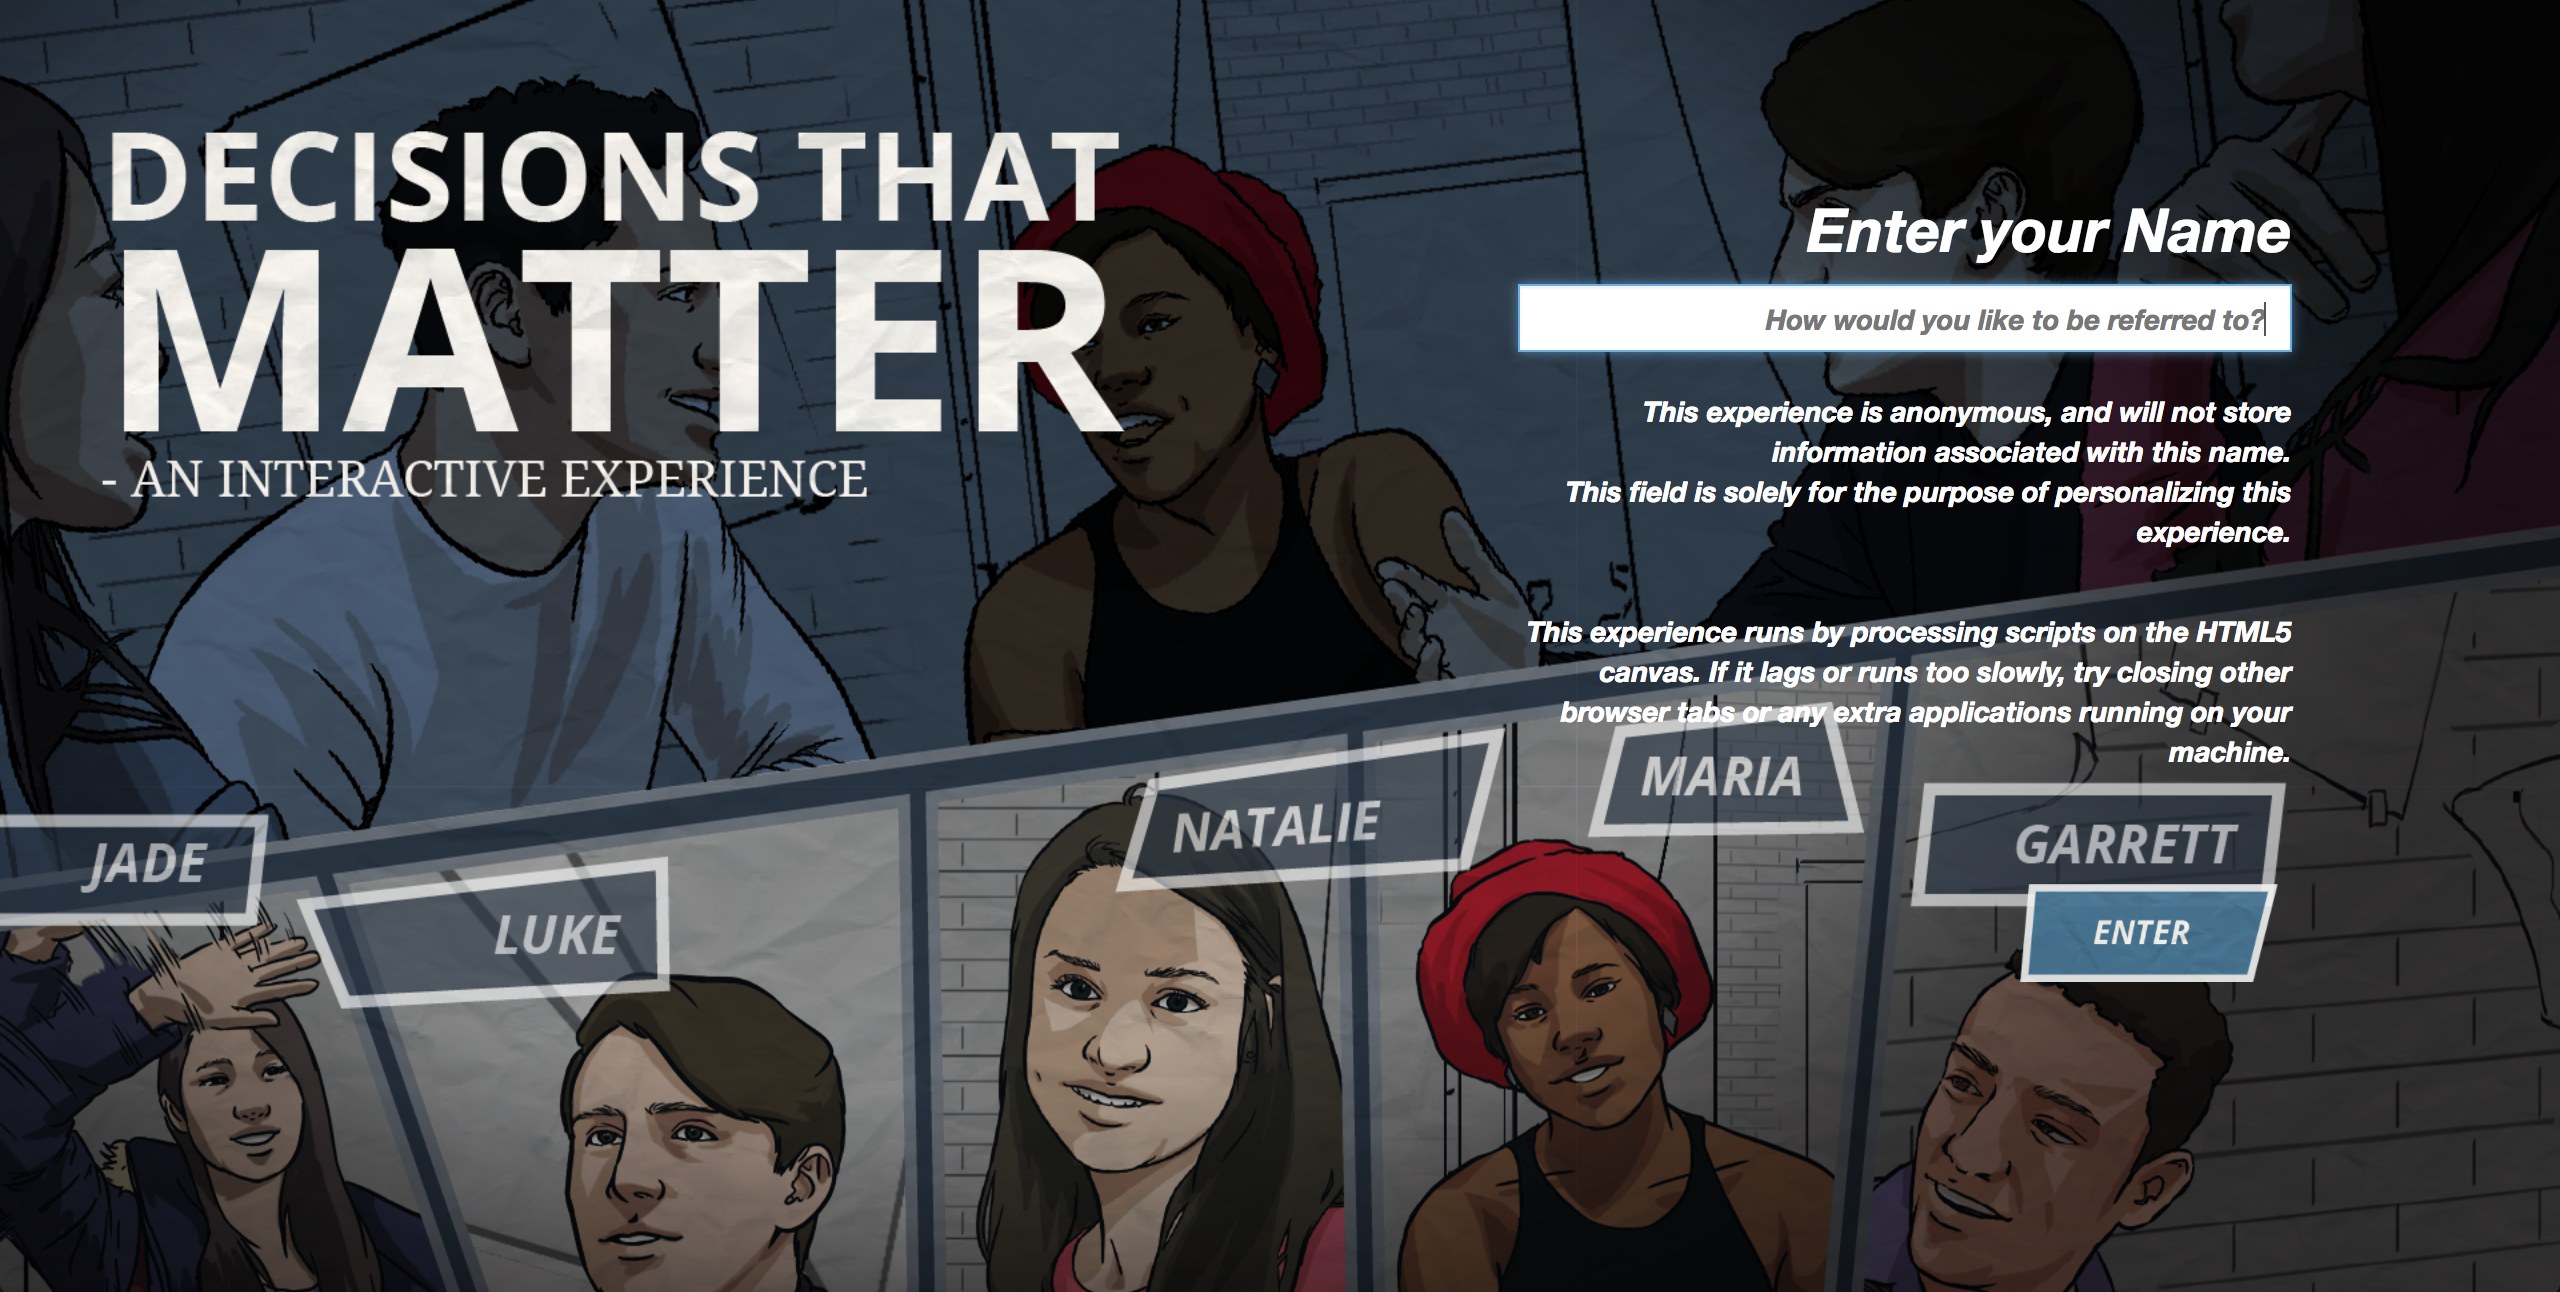 DECISIONS THAT
MATTER
- AN INTERACTIVE EXPERIENCE
Enter your Name
How would you like to be referred to?
This experience is anonymous, and will not store
information associated with this name.
This field is solely for the purpose of personalizing this
experience.
This experience runs by processing scripts on the HTML5
canvas. If it lags or runs too slowly, try closing other
browser tabs or any extra applications running on your
machine.
JADE
LUKE
NATALIE
MARIA
GARRETT
ENTER